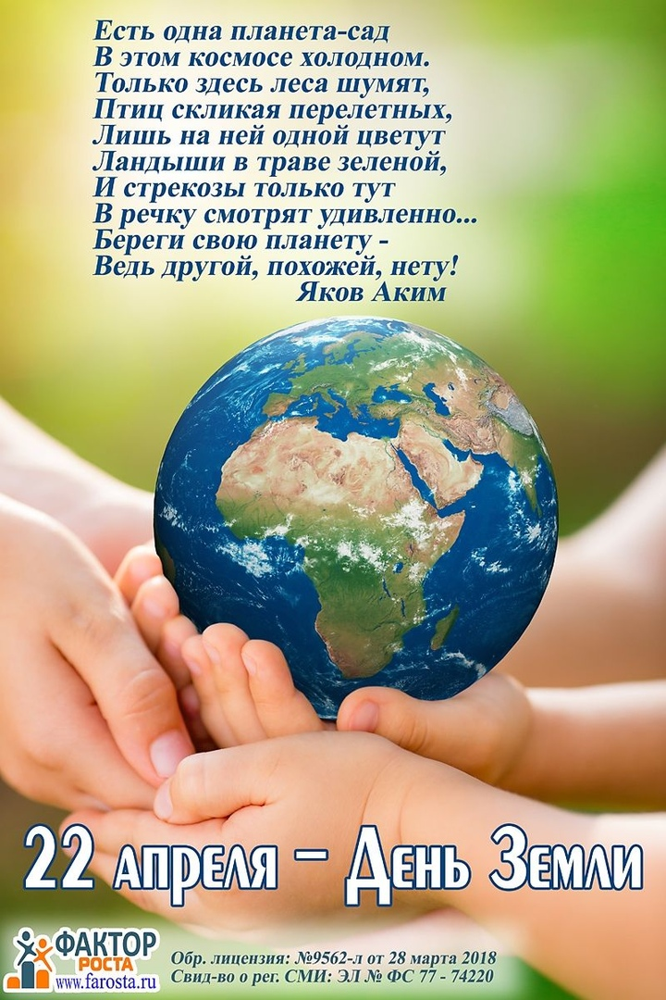 Есть одна планета-сад
В этом космосе холодном.
Только здесь леса шумят,
Птиц скликая перелетных,
Лишь на ней одной цветут
Ландыши в траве зеленой,
И стрекозы только тут
В речку смотрят удивленно...
Береги свою планету -
Ведь другой, похожей, нету!
Яков Аким
22 апреля – День Земли
ФАКТОР
РОСТА
www.farosta.ru
Обр. лицензия: №9562-л от 28 марта 2018
Свид-во о рег. СМИ: ЭЛ № ФС 77 - 74220